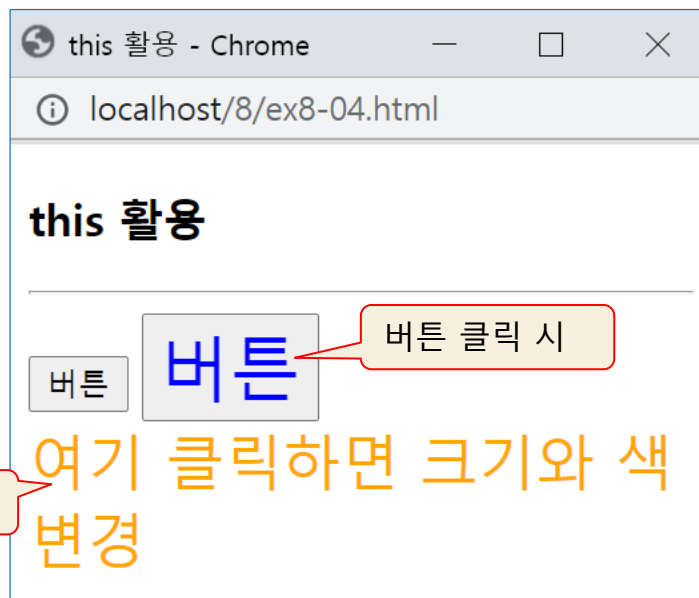 this 활용 - Chrome
localhost/8/ex8-04.html
this 활용
버튼 버튼 버튼 클릭 시
여기 클릭하면 크기와 색
변경